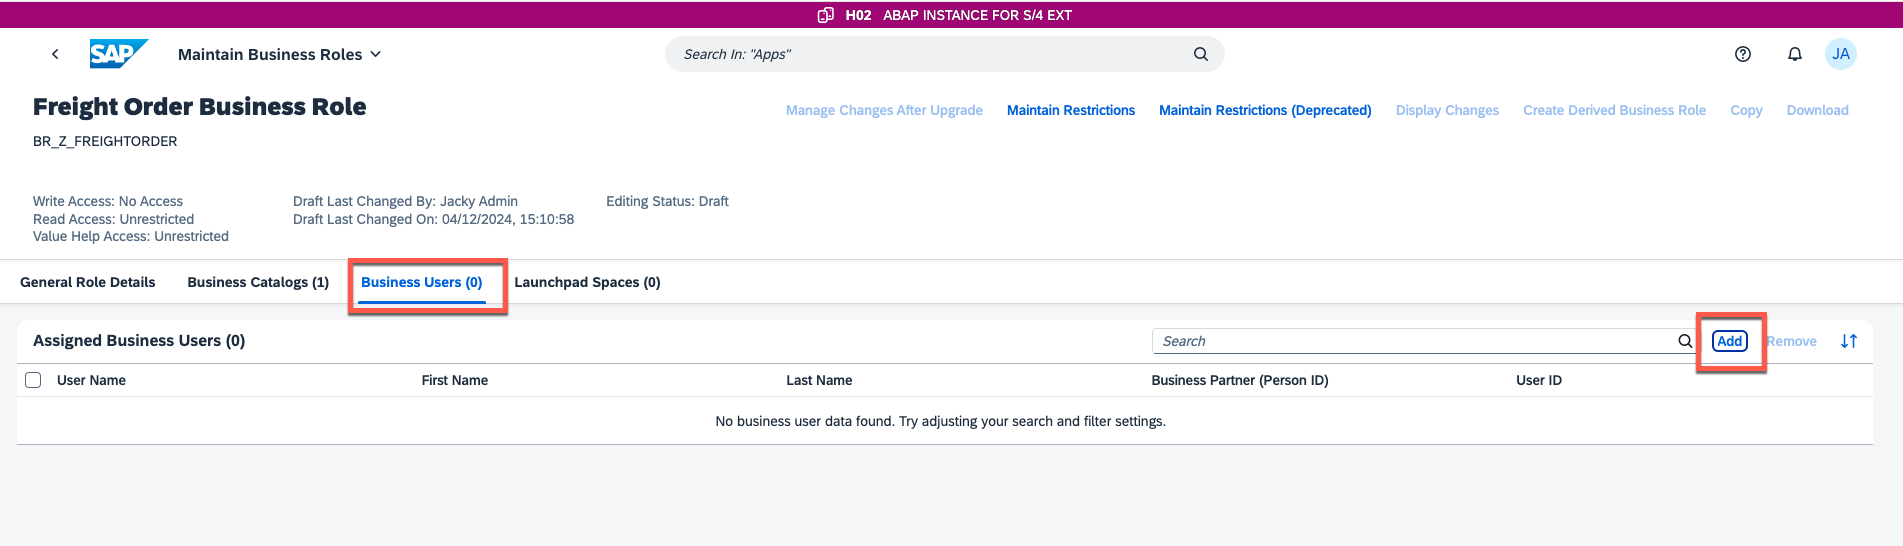 H02 ABAP INSTANCE FOR S/4 EXT
SAP Maintain Business Roles Search In: "Apps" JA
Freight Order Business Role Manage Changes After Upgrade Maintain Restrictions Maintain Restrictions (Deprecated) Display Changes Create Derived Business Role Copy Download
BR_Z_FREIGHTORDER
Write Access: No Access Draft Last Changed By: Jacky Admin Editing Status: Draft
Read Access: Unrestricted Draft Last Changed On: 04/12/2024, 15:10:58
Value Help Access: Unrestricted
General Role Details Business Catalogs (1) Business Users (0) Launchpad Spaces (0)
Assigned Business Users (0) Search Add Remove
User Name First Name Last Name Business Partner (Person ID) User ID
No business user data found. Try adjusting your search and filter settings.